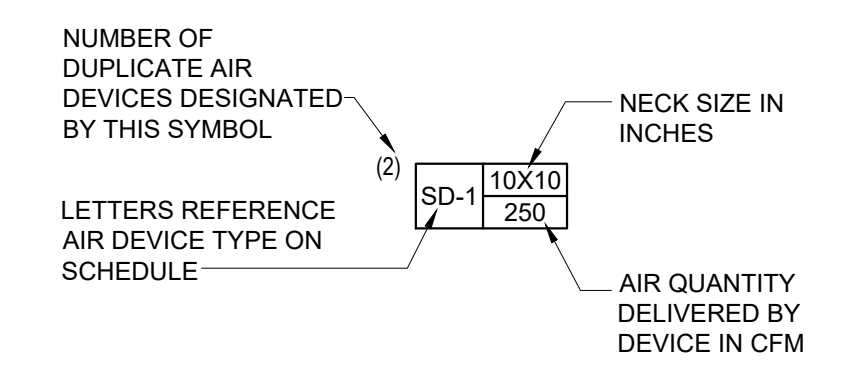 NUMBER OF
DUPLICATE AIR
DEVICES DESIGNATED
BY THIS SYMBOL
NECK SIZE IN
INCHES
(2)
SD-1
10X10
250
LETTERS REFERENCE
AIR DEVICE TYPE ON
SCHEDULE
AIR QUANTITY
DELIVERED BY
DEVICE IN CFM